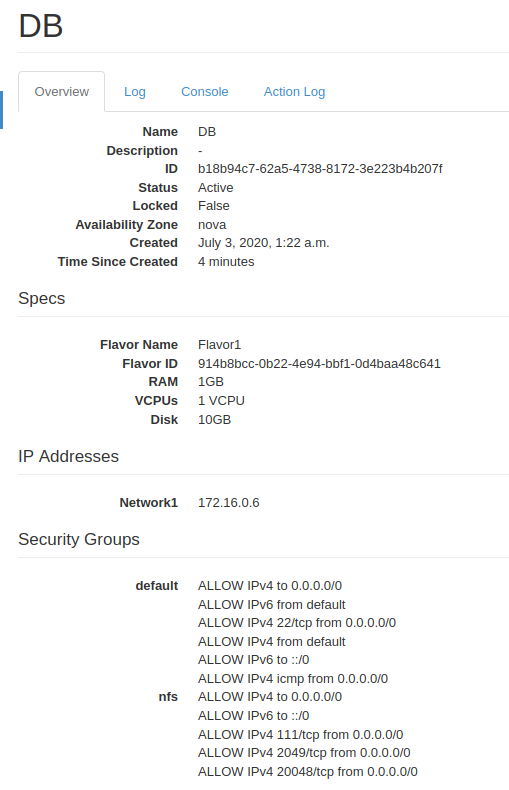 DB
Overview Log Console Action Log
Name DB
Description -
ID b18b94c7-62a5-4738-8172-3e223b4b207f
Status Active
Locked False
Availability Zone nova
Created July 3, 2020, 1:22 a.m.
Time Since Created 4 minutes
Specs
Flavor Name Flavor1
Flavor ID 914b8bcc-0b22-4e94-bbf1-0d4baa48c641
RAM 1GB
VCPUs 1 VCPU
Disk 10GB
IP Addresses
Network1 172.16.0.6
Security Groups
default ALLOW IPv4 to 0.0.0.0/0
ALLOW IPv6 from default
ALLOW IPv4 22/tcp from 0.0.0.0/0
ALLOW IPv4 from default
ALLOW IPv6 to ::/0
ALLOW IPv4 icmp from 0.0.0.0/0
nfs ALLOW IPv4 to 0.0.0.0/0
ALLOW IPv6 to ::/0
ALLOW IPv4 111/tcp from 0.0.0.0/0
ALLOW IPv4 2049/tcp from 0.0.0.0/0
ALLOW IPv4 20048/tcp from 0.0.0.0/0